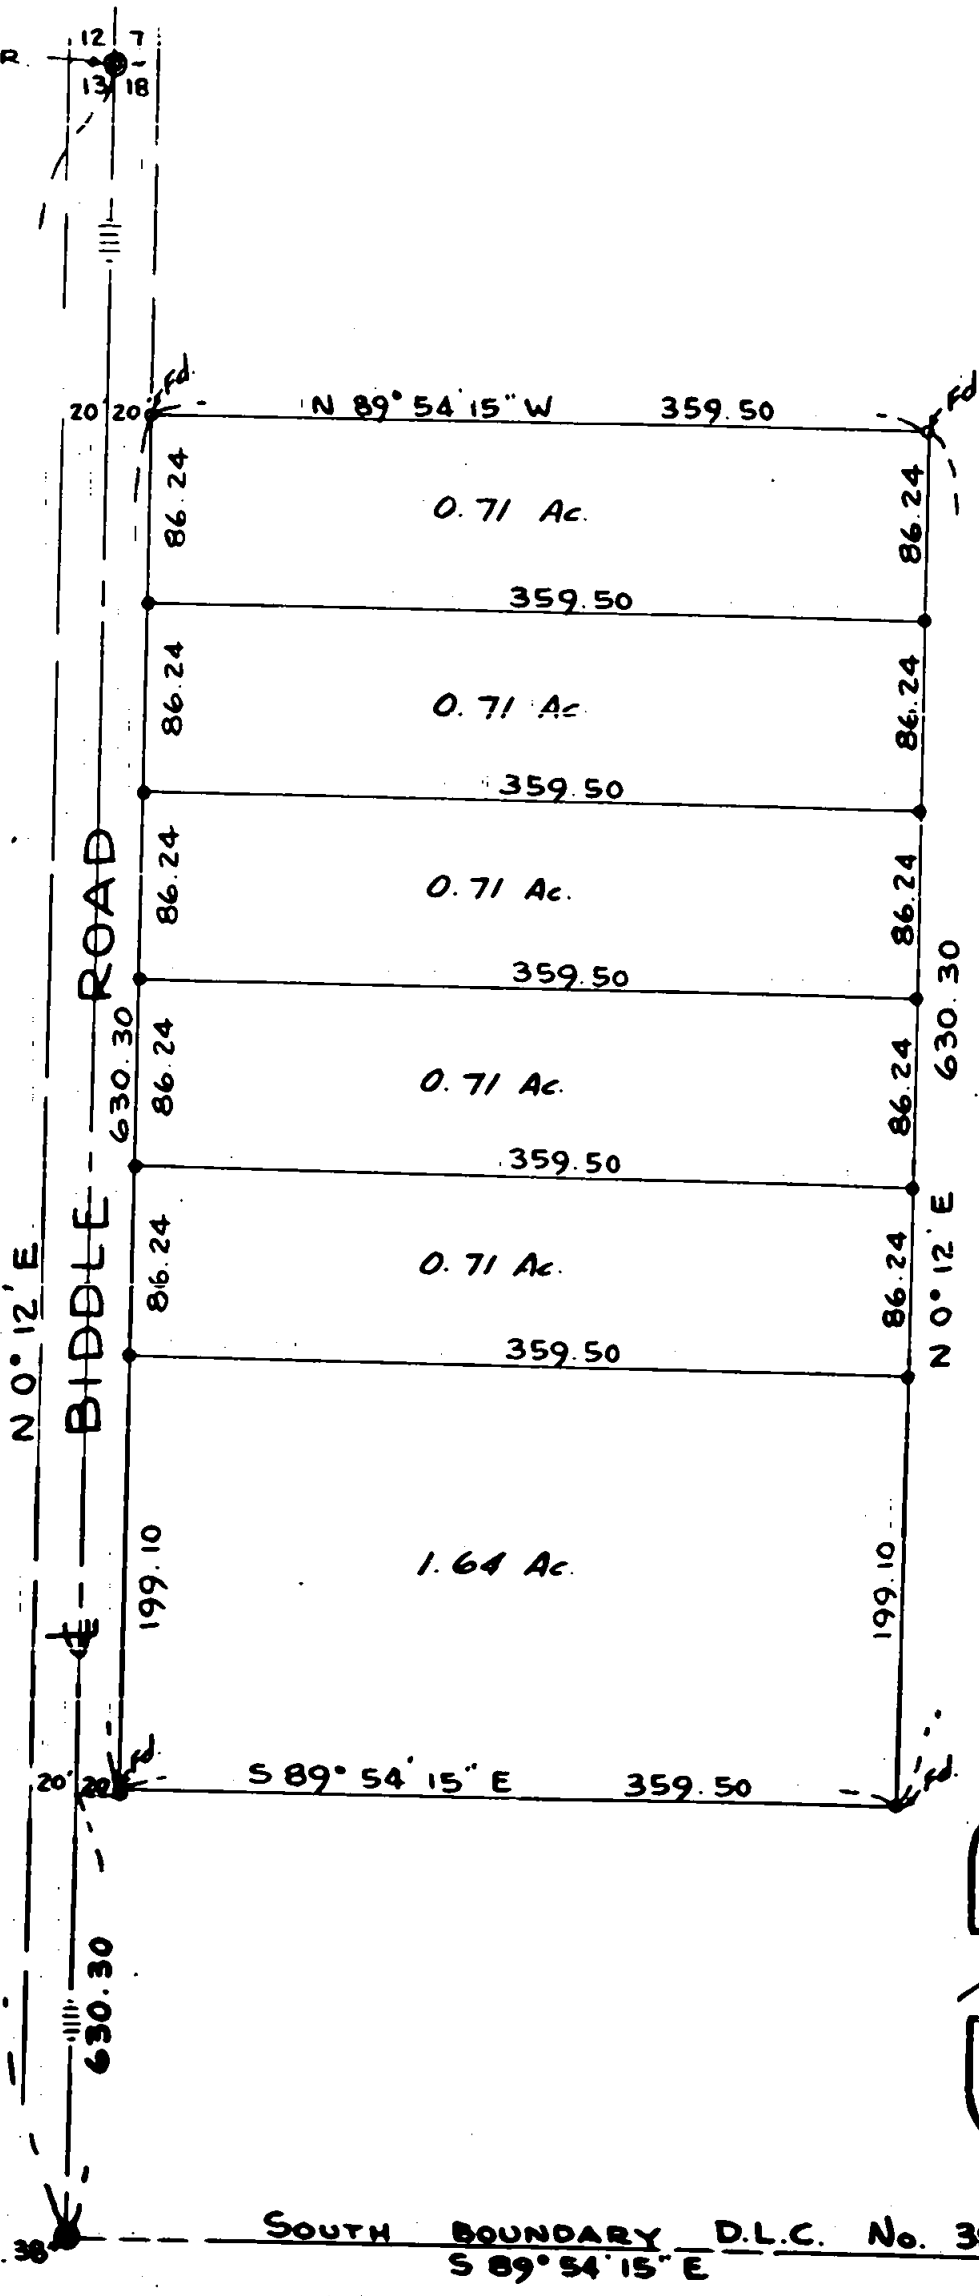 12 7
R.
13 18
Fd.
Fd
20' 20'
N 89° 54' 15" W 359.50
86.24
86.24
0.71 Ac.
359.50
86.24
86.24
0.71 Ac.
359.50
86.24
86.24
0.71 Ac.
359.50
630.30
630.30
86.24
86.24
0.71 Ac.
359.50
86.24
86.24
0.71 Ac.
N 0° 12' E
N 0° 12' E
BIDDLE ROAD
359.50
199.10
199.10
1.64 Ac.
Fd.
Fd.
20' 20'
S 89° 54' 15" E 359.50
630.30
SOUTH BOUNDARY D.L.C. No.
38
S 89° 54' 15" E